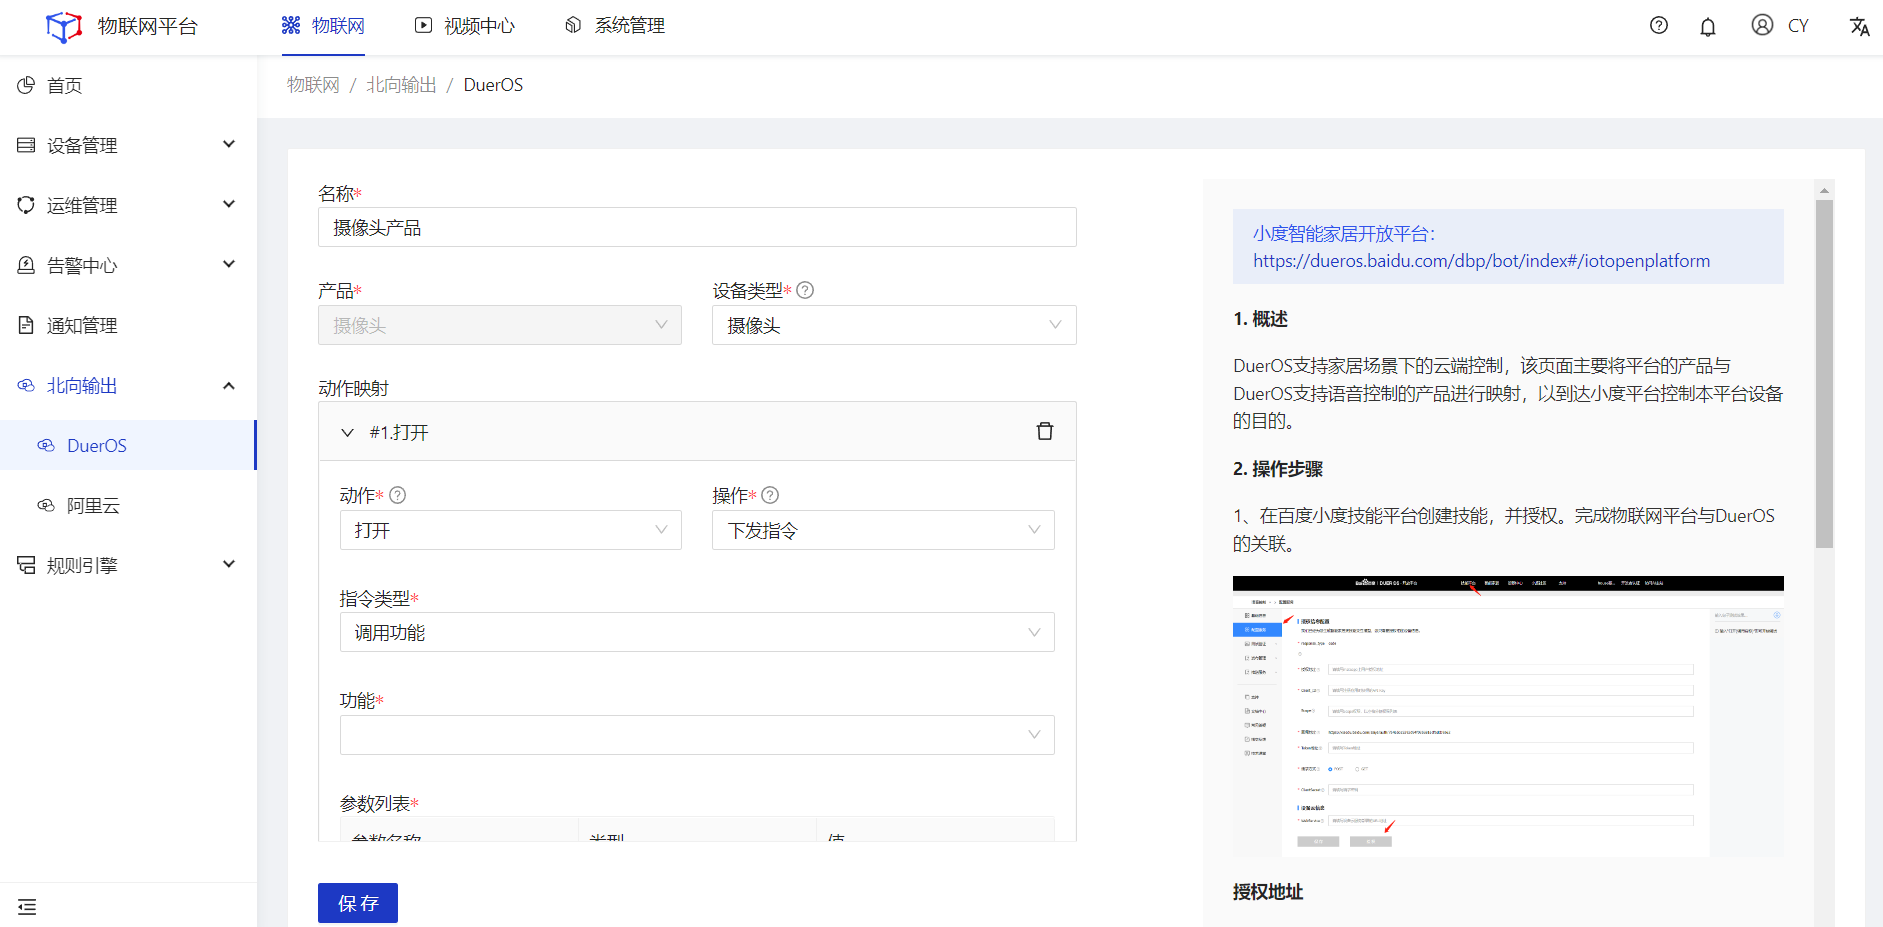 物联网平台
物联网
视频中心
系统管理
CY
首页
设备管理
运维管理
告警中心
通知管理
北向输出
DuerOS
阿里云
规则引擎
物联网 / 北向输出 / DuerOS
名称*
摄像头产品
产品*
设备类型*
摄像头
摄像头
动作映射
#1.打开
动作*
操作*
打开
下发指令
指令类型*
调用功能
功能*
参数列表*
参数名称
类型
值
保存
小度智能家居开放平台：
https://dueros.baidu.com/dbp/bot/index#/iotopenplatform
1. 概述
DuerOS支持家居场景下的云端控制，该页面主要将平台的产品与
DuerOS支持语音控制的产品进行映射，以到达小度平台控制本平台设备
的目的。
2. 操作步骤
1、在百度小度技能平台创建技能，并授权。完成物联网平台与DuerOS
的关联。
授权地址